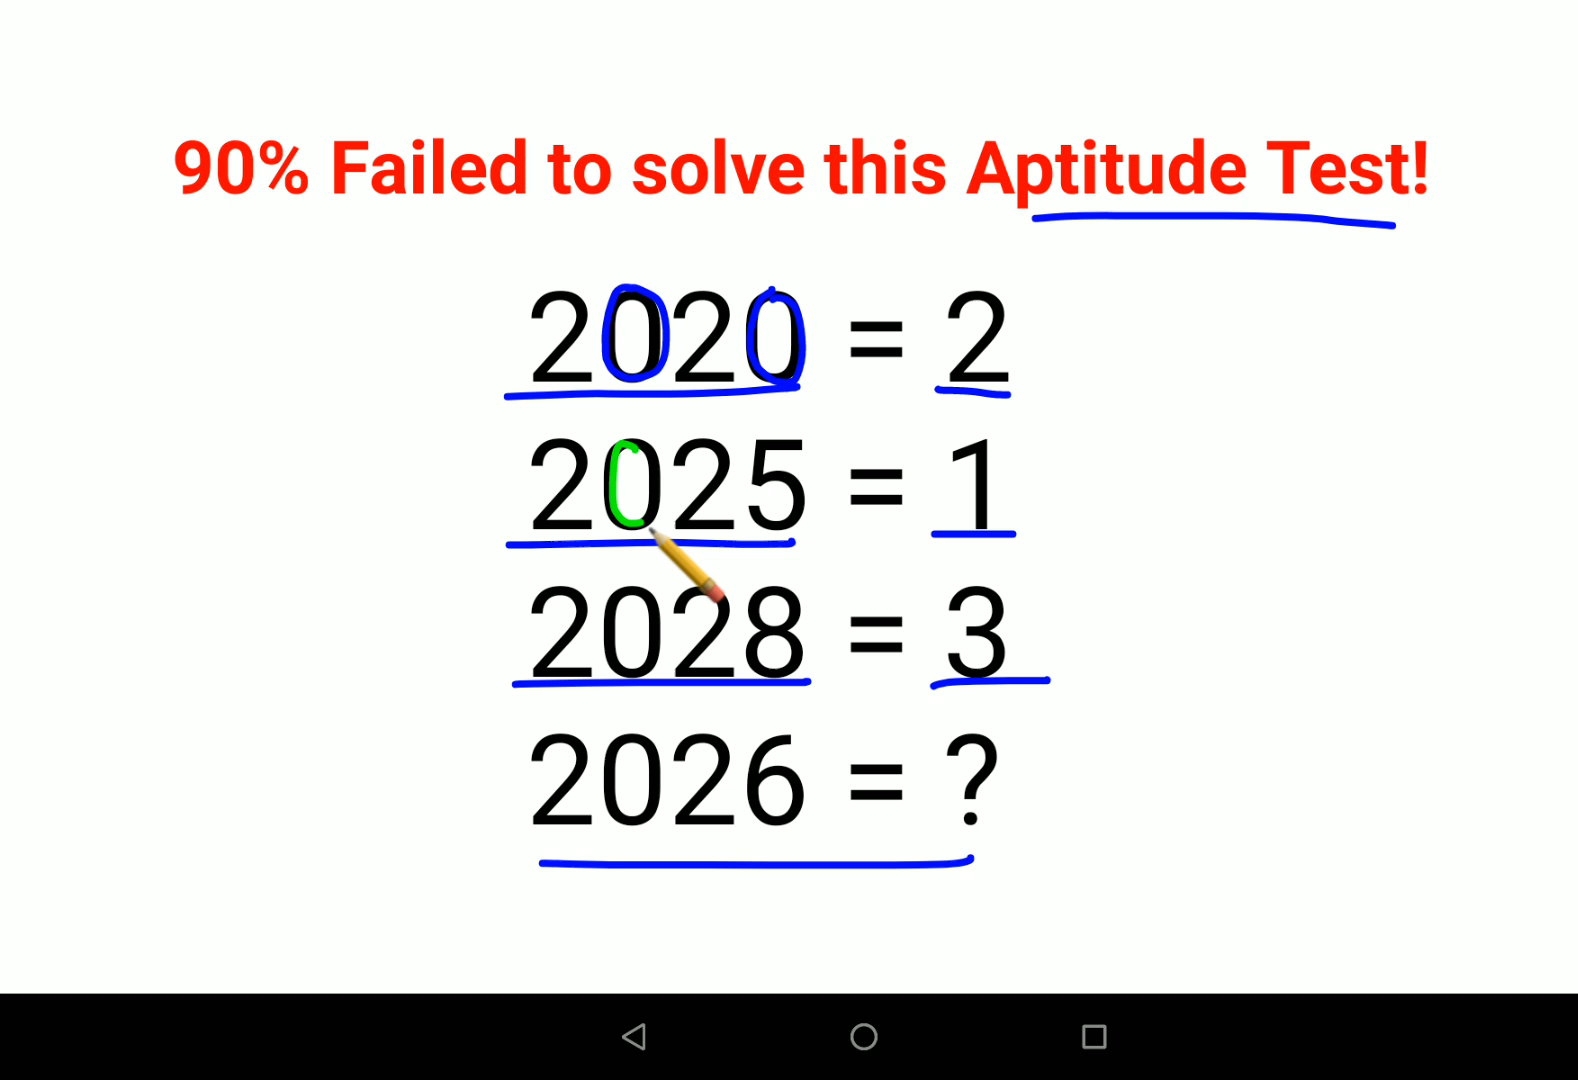 90% Failed to solve this Aptitude Test!
2020 = 2
2025 = 1
2028 = 3
2026 = ?